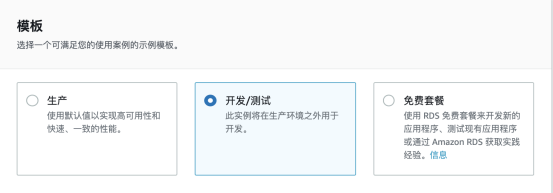 模板
选择一个可满足您的使用案例的示例模板。
生产
使用默认值以实现高可用性和
快速、一致的性能。
开发/测试
此实例将在生产环境之外用于
开发。
免费套餐
使用 RDS 免费套餐来开发新的
应用程序、测试现有应用程序
或通过 Amazon RDS 获取实践
经验。信息